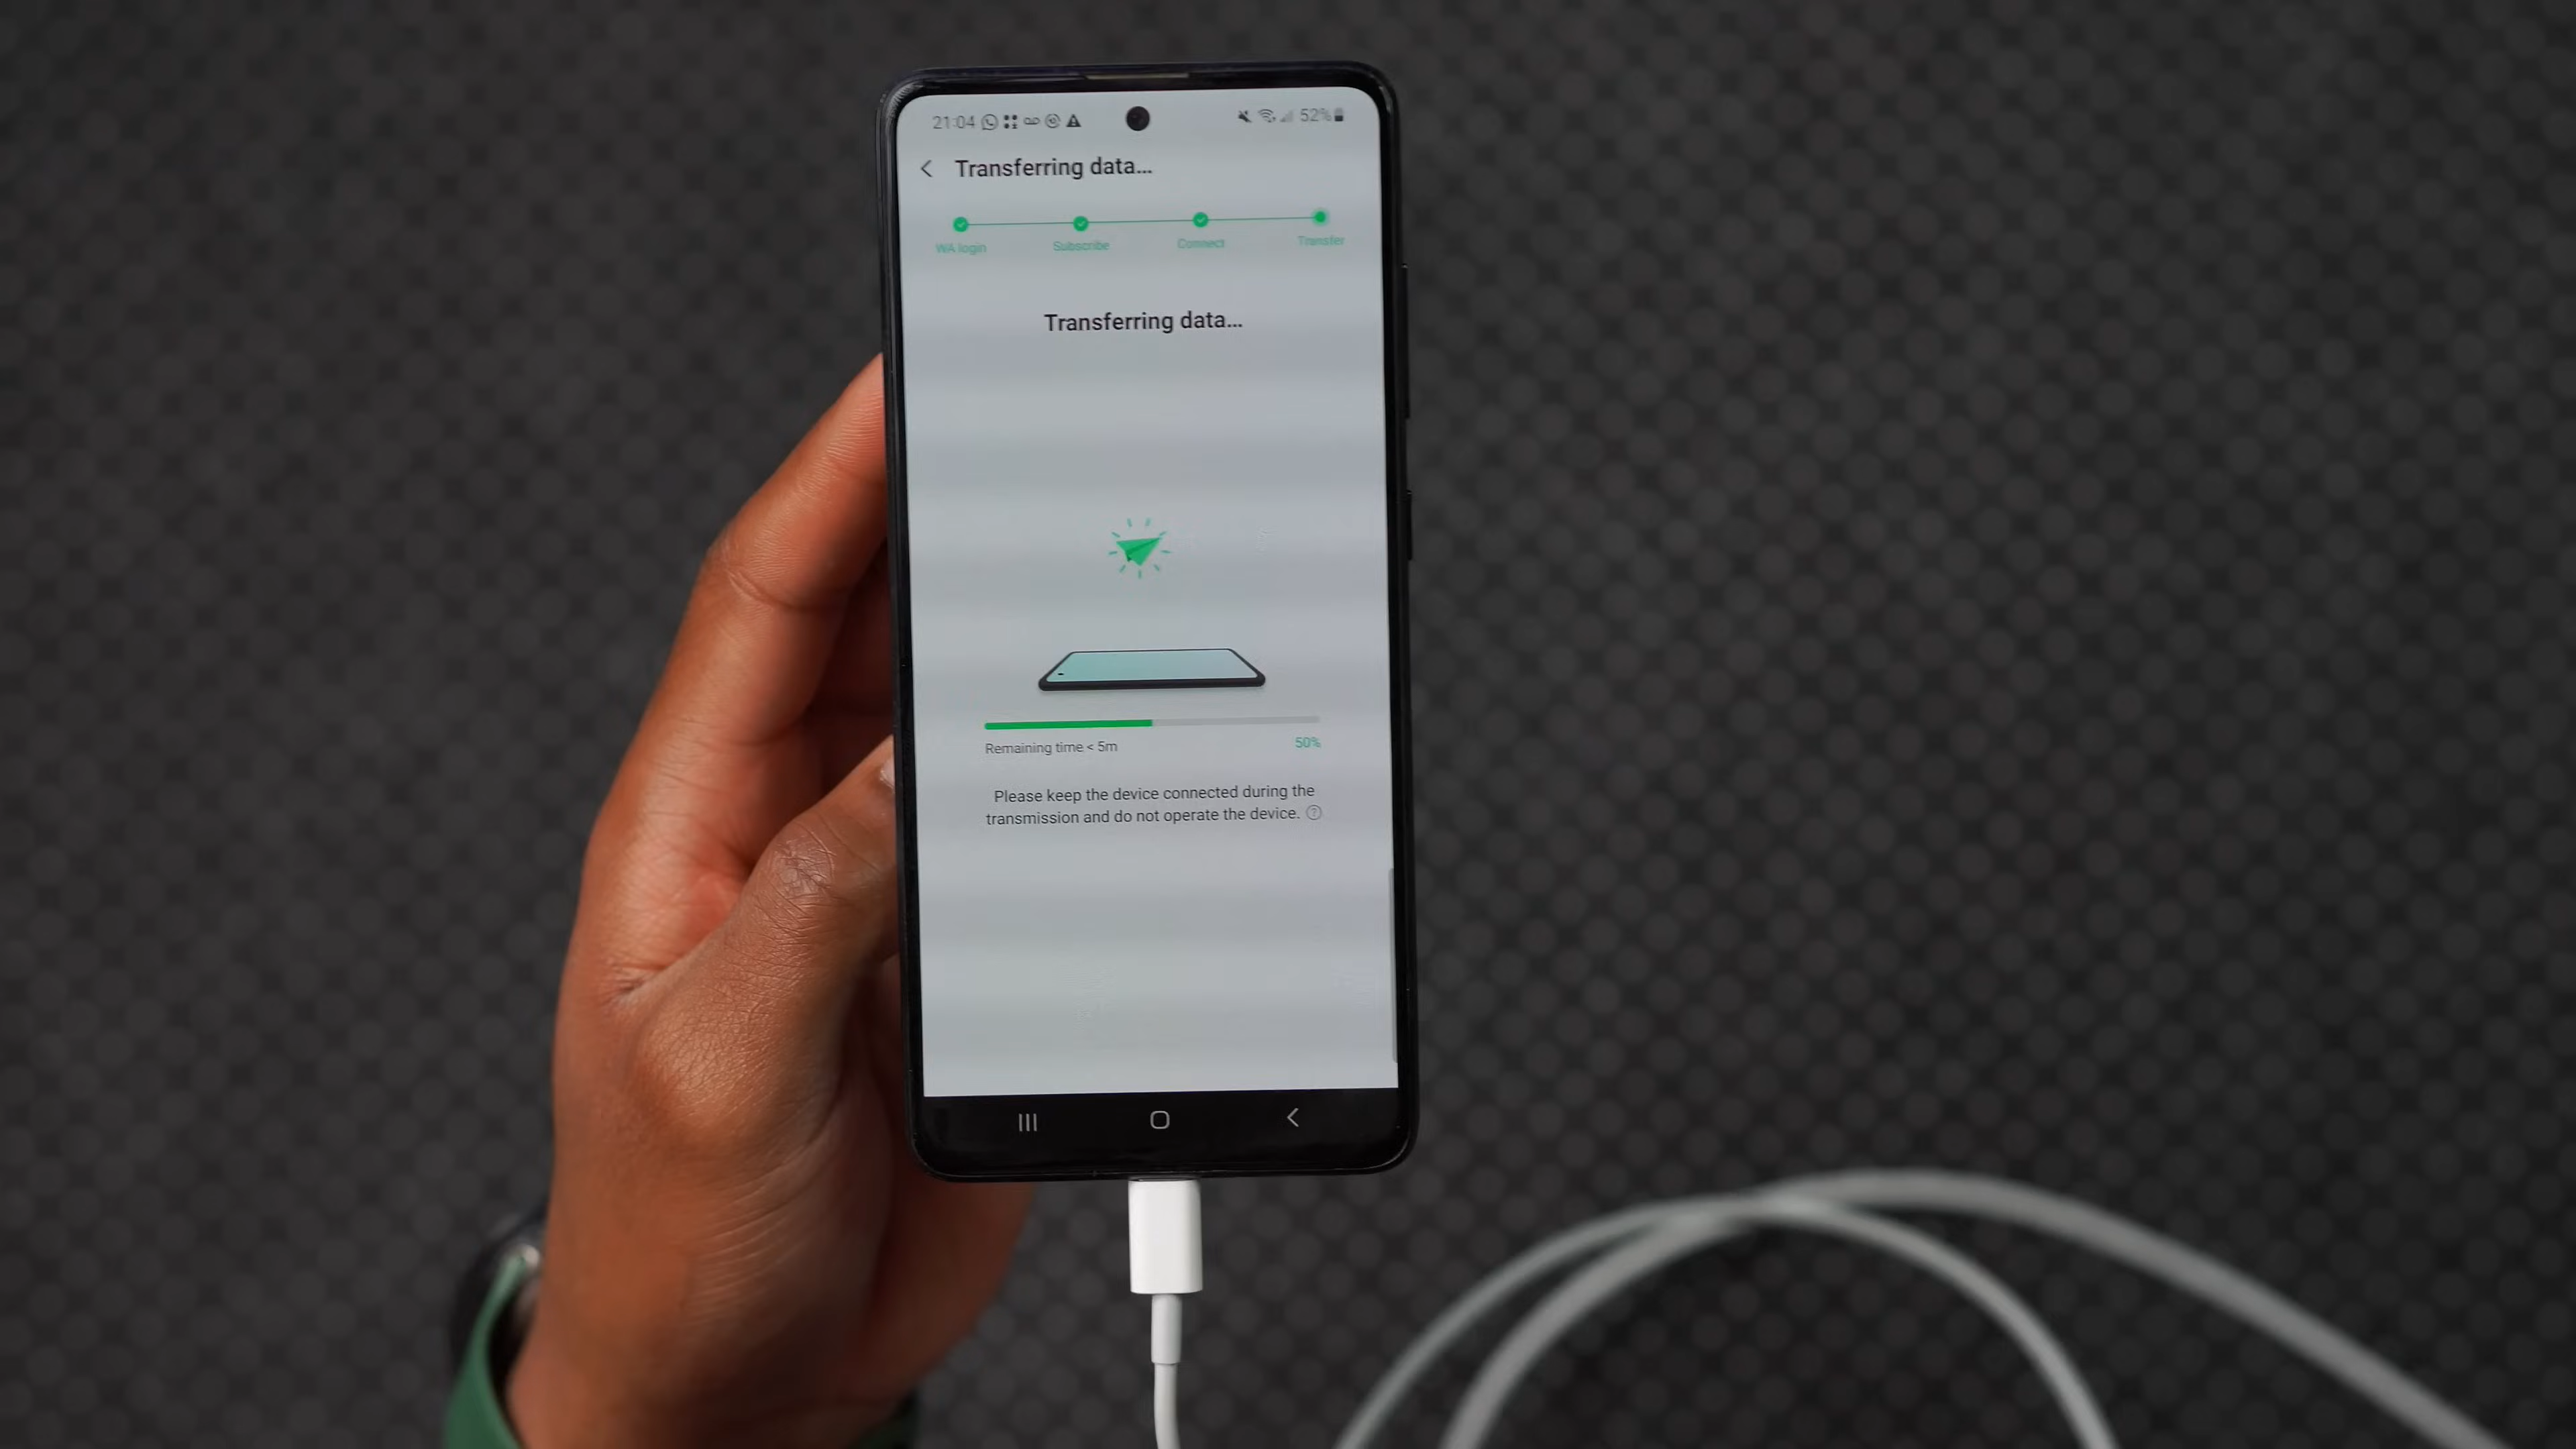 21:04 52%
Transferring data...
WA login Subscribe Connect Transfer
Transferring data...
Remaining time < 5m 50%
Please keep the device connected during the
transmission and do not operate the device. ?